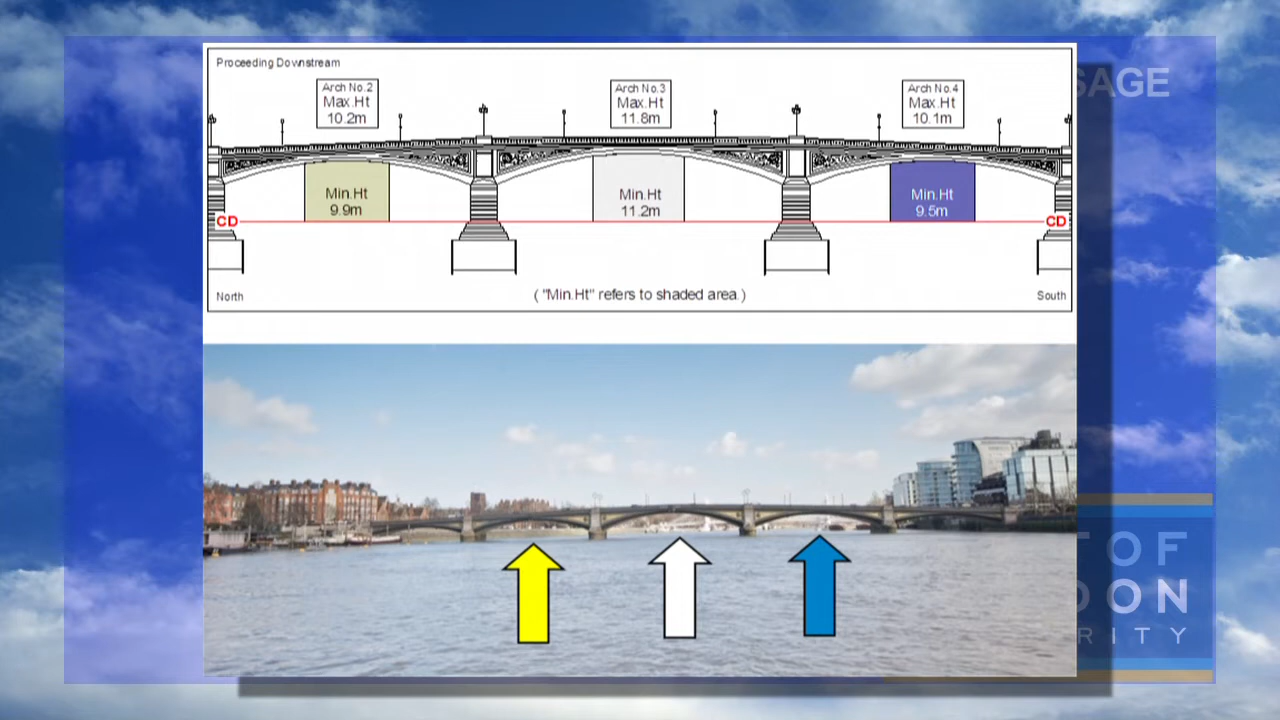 Proceeding Downstream
Arch No.2
Max.Ht
10.2m
Arch No.3
Max.Ht
11.8m
Arch No.4
Max.Ht
10.1m
Min.Ht
9.9m
Min.Ht
11.2m
Min.Ht
9.5m
CD
CD
North
( "Min.Ht" refers to shaded area.)
South
SAGE
T OF
DON
RITY